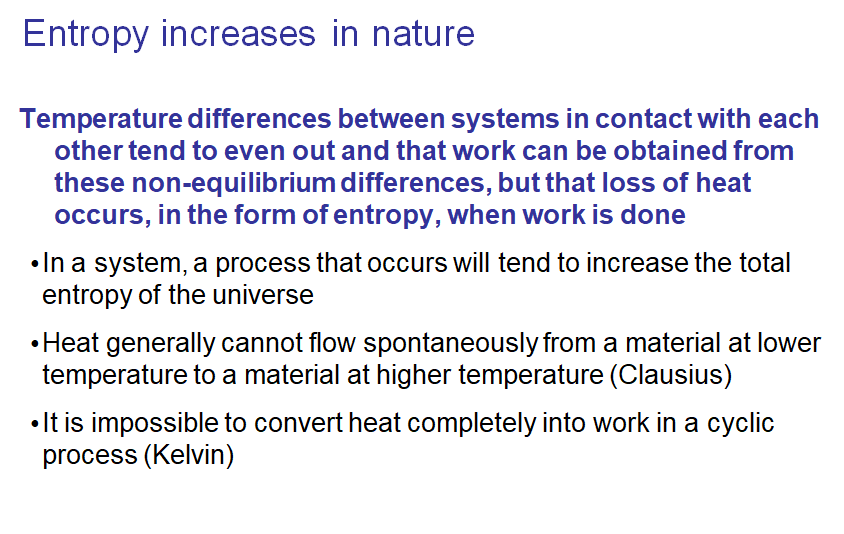 Entropy increases in nature
Temperature differences between systems in contact with each
other tend to even out and that work can be obtained from
these non-equilibrium differences, but that loss of heat
occurs, in the form of entropy, when work is done
•In a system, a process that occurs will tend to increase the total
entropy of the universe
•Heat generally cannot flow spontaneously from a material at lower
temperature to a material at higher temperature (Clausius)
•It is impossible to convert heat completely into work in a cyclic
process (Kelvin)